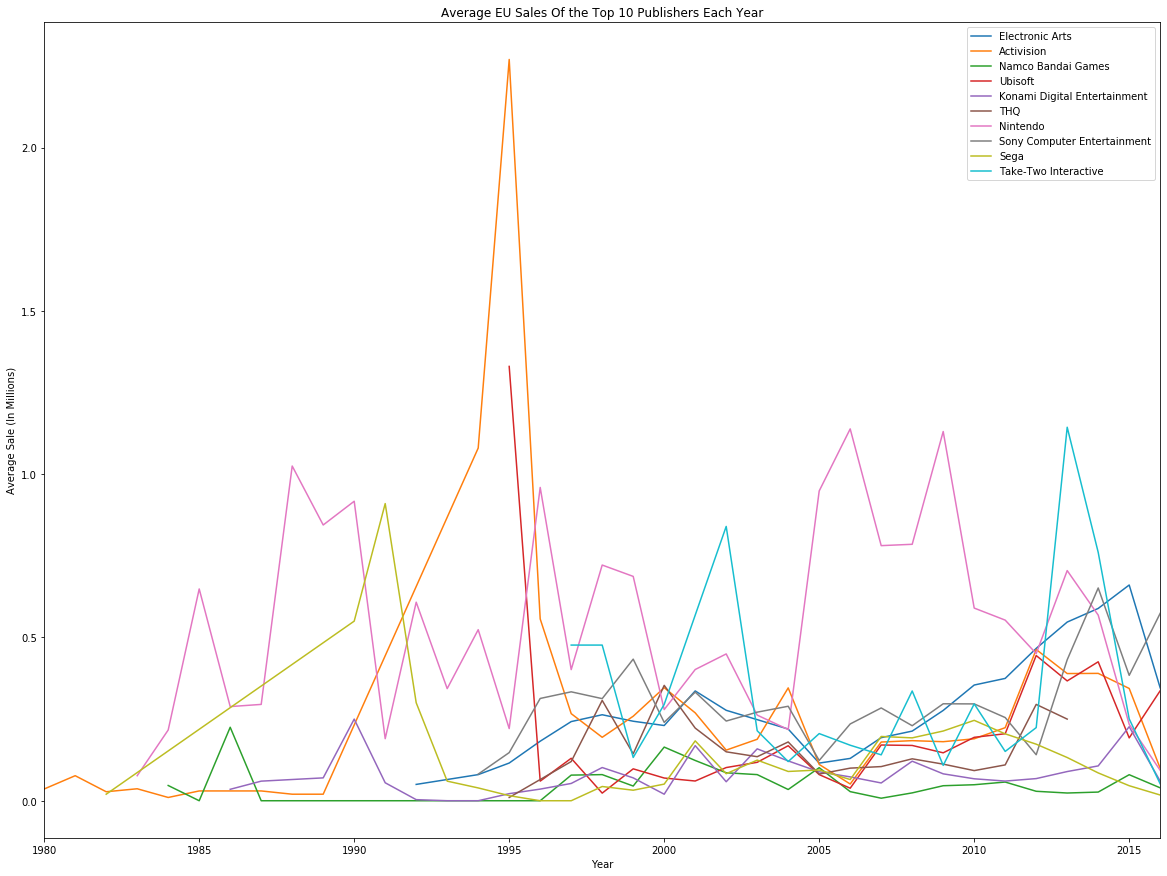 Average EU Sales Of the Top 10 Publishers Each Year
Electronic Arts
Activision
Namco Bandai Games
Ubisoft
Konami Digital Entertainment
THQ
Nintendo
Sony Computer Entertainment
Sega
Take-Two Interactive
2.0
1.5
1.0
0.5
0.0
Average Sale (In Millions)
1980 1985 1990 1995 2000 2005 2010 2015
Year